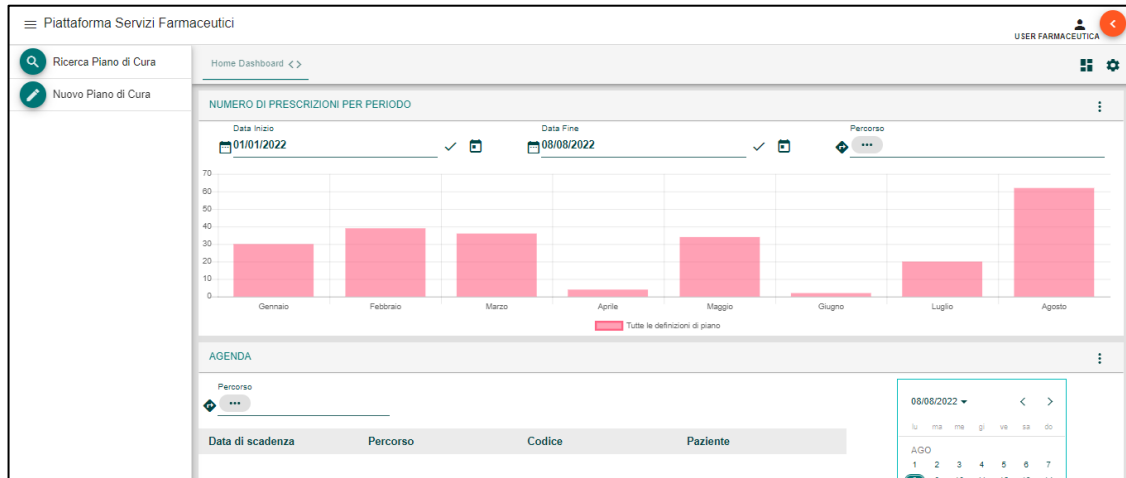 Piattaforma Servizi Farmaceutici
USER FARMACEUTICA
Ricerca Piano di Cura
Nuovo Piano di Cura
Home Dashboard < >
NUMERO DI PRESCRIZIONI PER PERIODO
Data Inizio Data Fine Percorso
01/01/2022 08/08/2022 •••
70
60
50
40
30
20
10
0
Gennaio Febbraio Marzo Aprile Maggio Giugno Luglio Agosto
Tutte le definizioni di piano
AGENDA
Percorso
•••
Data di scadenza Percorso Codice Paziente
08/08/2022
lu ma me gi ve sa do
AGO
1 2 3 4 5 6 7